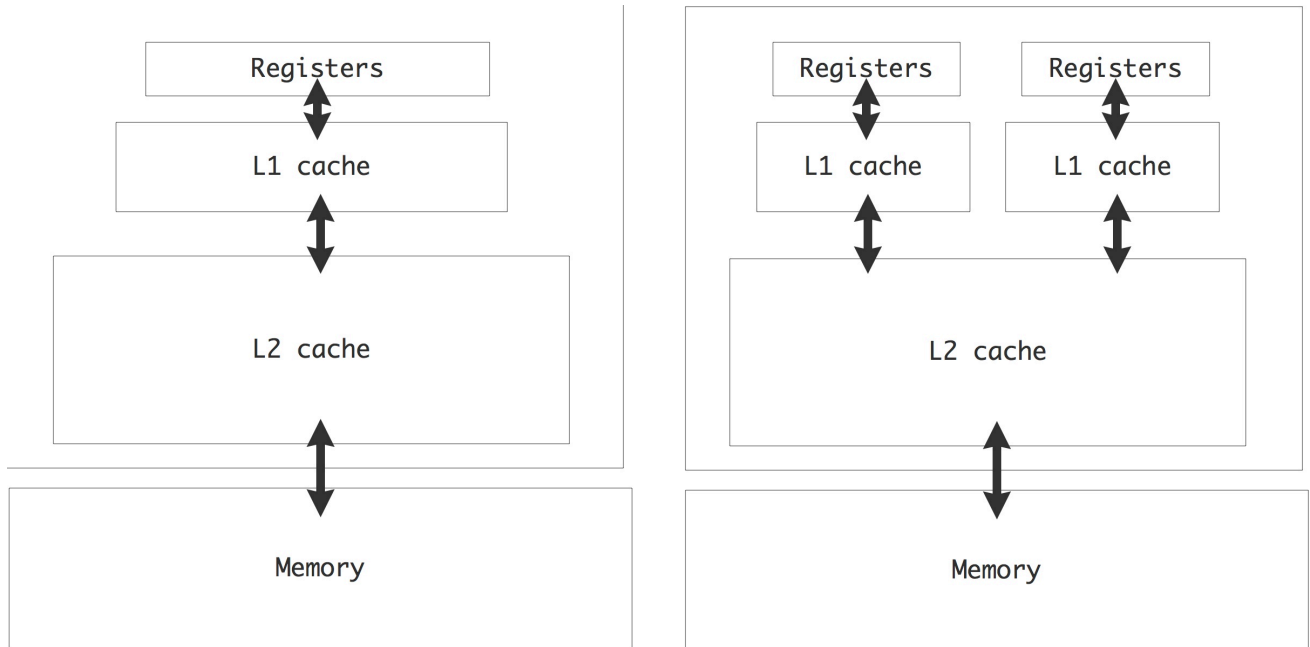 Registers
L1 cache
L2 cache
Memory
Registers
Registers
L1 cache
L1 cache
L2 cache
Memory